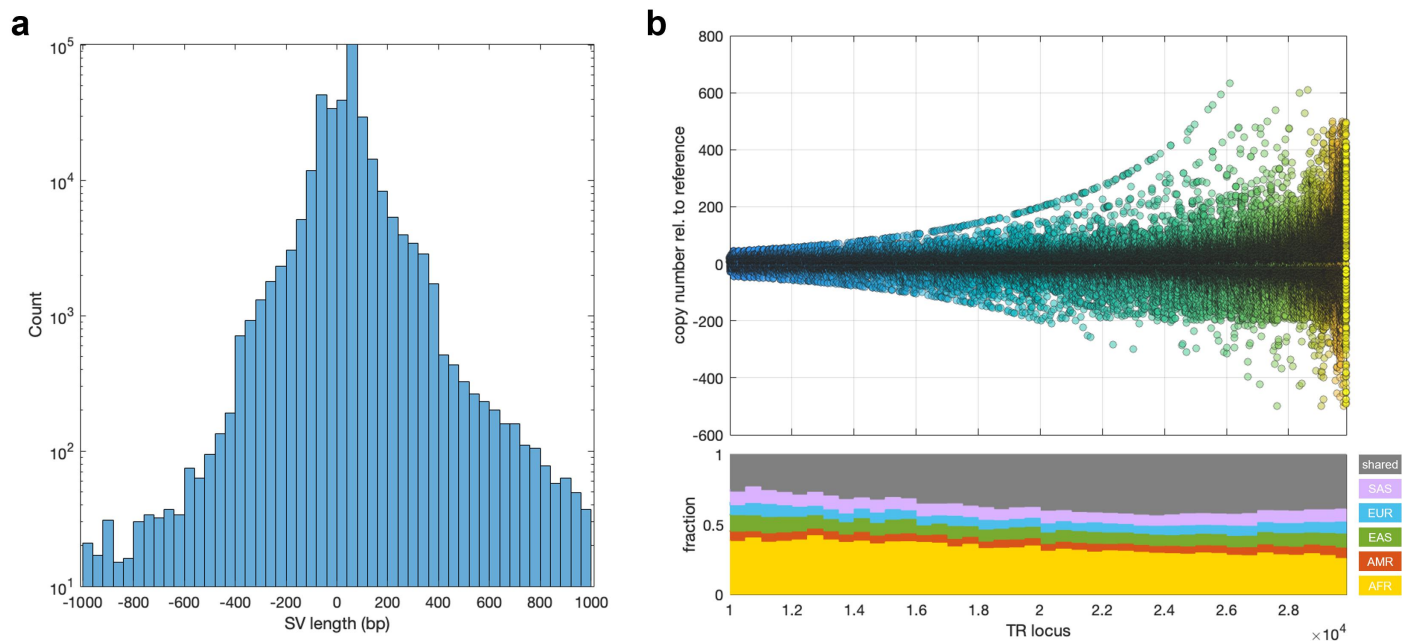 a
10^5
10^4
10^3
10^2
10^1
Count
-1000 -800 -600 -400 -200 0 200 400 600 800 1000
SV length (bp)
b
800
600
400
200
0
-200
-400
-600
copy number rel. to reference
1
0.5
0
fraction
1 1.2 1.4 1.6 1.8 2 2.2 2.4 2.6 2.8
×10^4
TR locus
shared
SAS
EUR
EAS
AMR
AFR